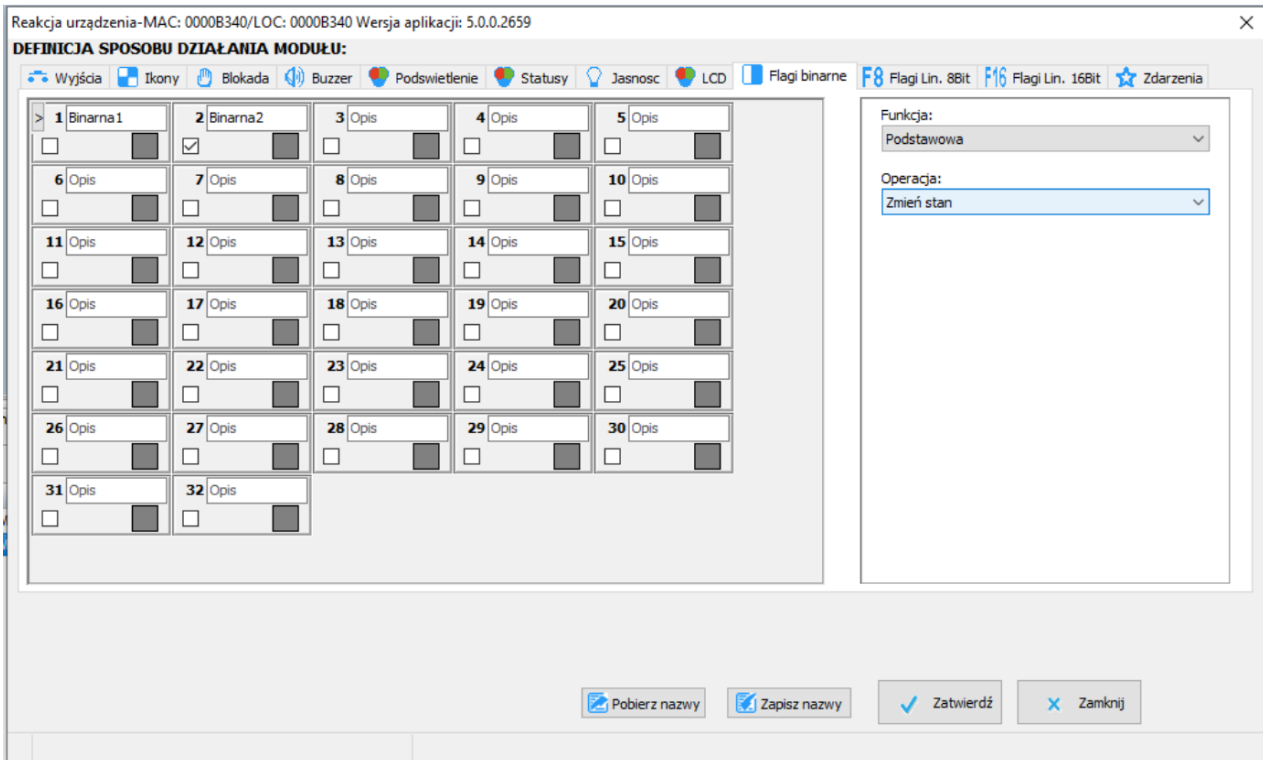 Reakcja urządzenia-MAC: 0000B340/LOC: 0000B340 Wersja aplikacji: 5.0.0.2659
DEFINICJA SPOSOBU DZIAŁANIA MODUŁU:
Wyjścia Ikony Blokada Buzzer Podswietlenie Statusy Jasnosc LCD Flagi binarne F8 Flagi Lin. 8Bit F16 Flagi Lin. 16Bit Zdarzenia
> 1 Binarna1 2 Binarna2 3 Opis 4 Opis 5 Opis
6 Opis 7 Opis 8 Opis 9 Opis 10 Opis
11 Opis 12 Opis 13 Opis 14 Opis 15 Opis
16 Opis 17 Opis 18 Opis 19 Opis 20 Opis
21 Opis 22 Opis 23 Opis 24 Opis 25 Opis
26 Opis 27 Opis 28 Opis 29 Opis 30 Opis
31 Opis 32 Opis
Funkcja:
Podstawowa
Operacja:
Zmień stan
Pobierz nazwy Zapisz nazwy Zatwierdź Zamknij